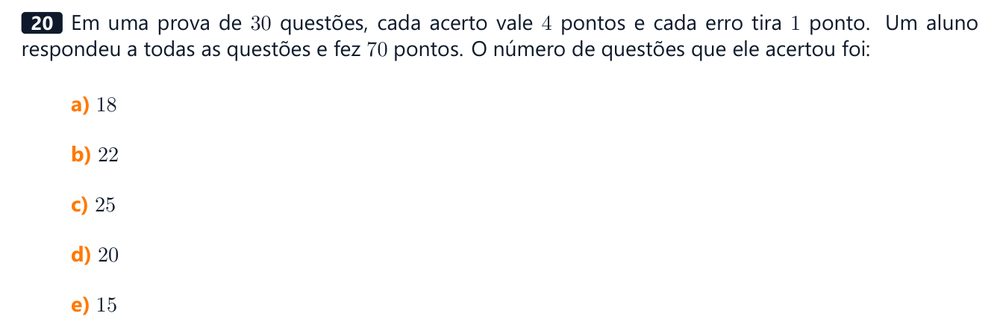 20 Em uma prova de 30 questões, cada acerto vale 4 pontos e cada erro tira 1 ponto. Um aluno
respondeu a todas as questões e fez 70 pontos. O número de questões que ele acertou foi:
a) 18
b) 22
c) 25
d) 20
e) 15